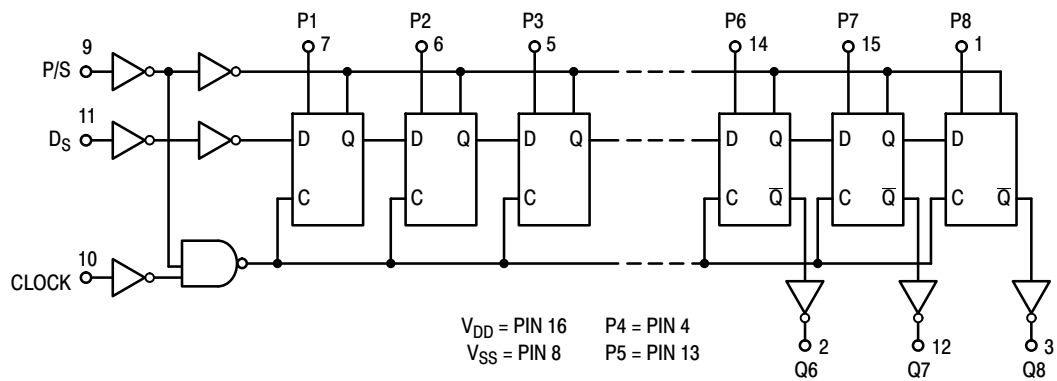 P1 P2 P3 P6 P7 P8
9 7 6 5 14 15 1
P/S
11
DS
D Q D Q D Q D Q D Q D
C C C C Q̅ C Q̅ C Q̅
10
CLOCK
VDD = PIN 16 P4 = PIN 4
VSS = PIN 8 P5 = PIN 13
2 12 3
Q6 Q7 Q8